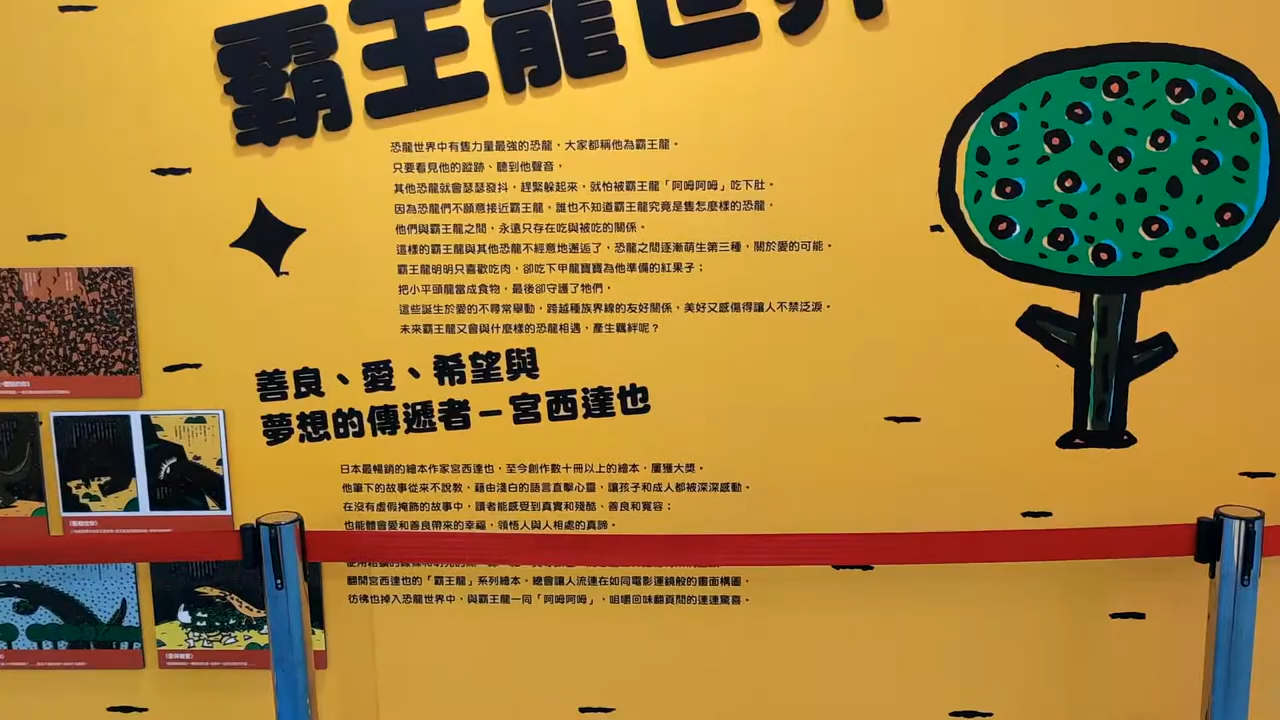 霸王龍世界
恐龍世界中有隻力量最強的恐龍，大家都稱他為霸王龍。
只要看見他的蹤跡、聽到他聲音，
其他恐龍就會瑟瑟發抖，趕緊躲起來，就怕被霸王龍「阿姆阿姆」吃下肚。
因為恐龍們不願意接近霸王龍，誰也不知道霸王龍究竟是隻怎麼樣的恐龍，
他們與霸王龍之間，永遠只存在吃與被吃的關係。
這樣的霸王龍與其他恐龍不經意地邂逅了，恐龍之間逐漸萌生第三種，關於愛的可能。
霸王龍明明只喜歡吃肉，卻吃下甲龍寶寶為他準備的紅果子；
把小平頭龍當成食物，最後卻守護了牠們，
這些誕生於愛的不尋常舉動，跨越種族界線的友好關係，美好又感傷得讓人不禁泛淚。
未來霸王龍又會與什麼樣的恐龍相遇，產生羈絆呢？
善良、愛、希望與
夢想的傳遞者－宮西達也
日本最暢銷的繪本作家宮西達也，至今創作數十冊以上的繪本，屢獲大獎。
他筆下的故事從來不說教，藉由淺白的語言直擊心靈，讓孩子和成人都被深深感動。
在沒有虛假掩飾的故事中，讀者能感受到真實和殘酷、善良和寬容；
也能體會愛和善良帶來的幸福，領悟人與人相處的真諦。
翻開宮西達也的「霸王龍」系列繪本，總會讓人流連在如同電影運鏡般的畫面構圖，
彷彿也掉入恐龍世界中，與霸王龍一同「阿姆阿姆」，咀嚼回味翻頁間的連連驚喜。